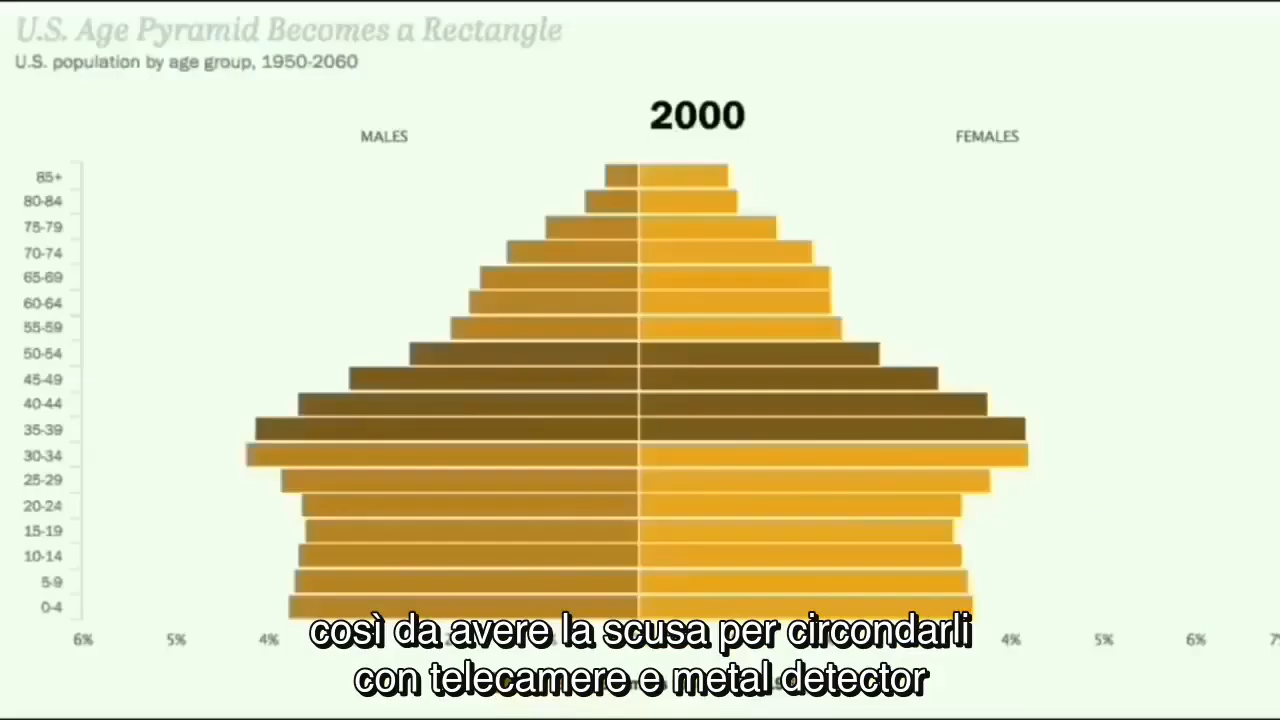 U.S. Age Pyramid Becomes a Rectangle
U.S. population by age group, 1950-2060
2000
MALES
FEMALES
85+
80-84
75-79
70-74
65-69
60-64
55-59
50-54
45-49
40-44
35-39
30-34
25-29
20-24
15-19
10-14
5-9
0-4
6% 5% 4% 4% 5% 6%
così da avere la scusa per circondarli
con telecamere e metal detector